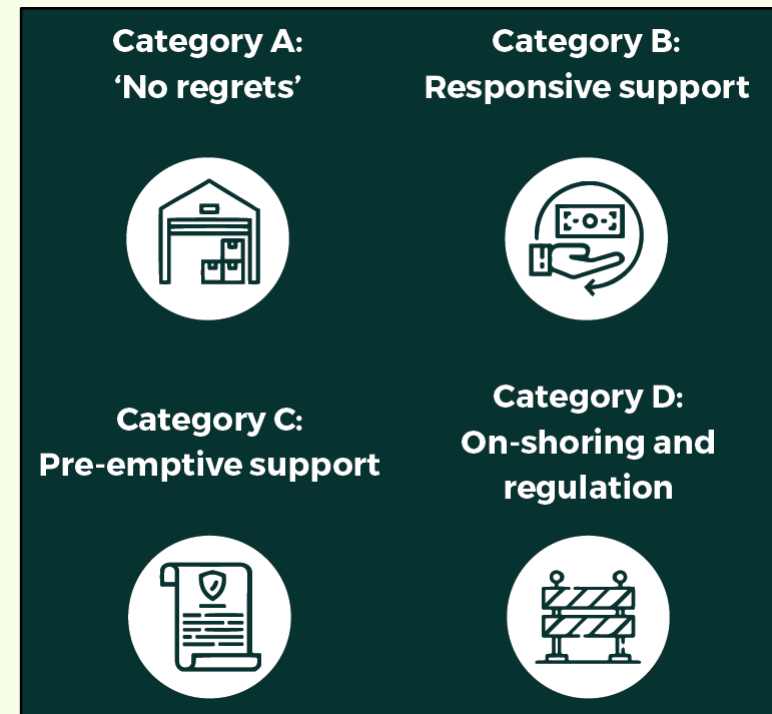 Category A:
‘No regrets’
Category B:
Responsive support
Category C:
Pre-emptive support
Category D:
On-shoring and
regulation